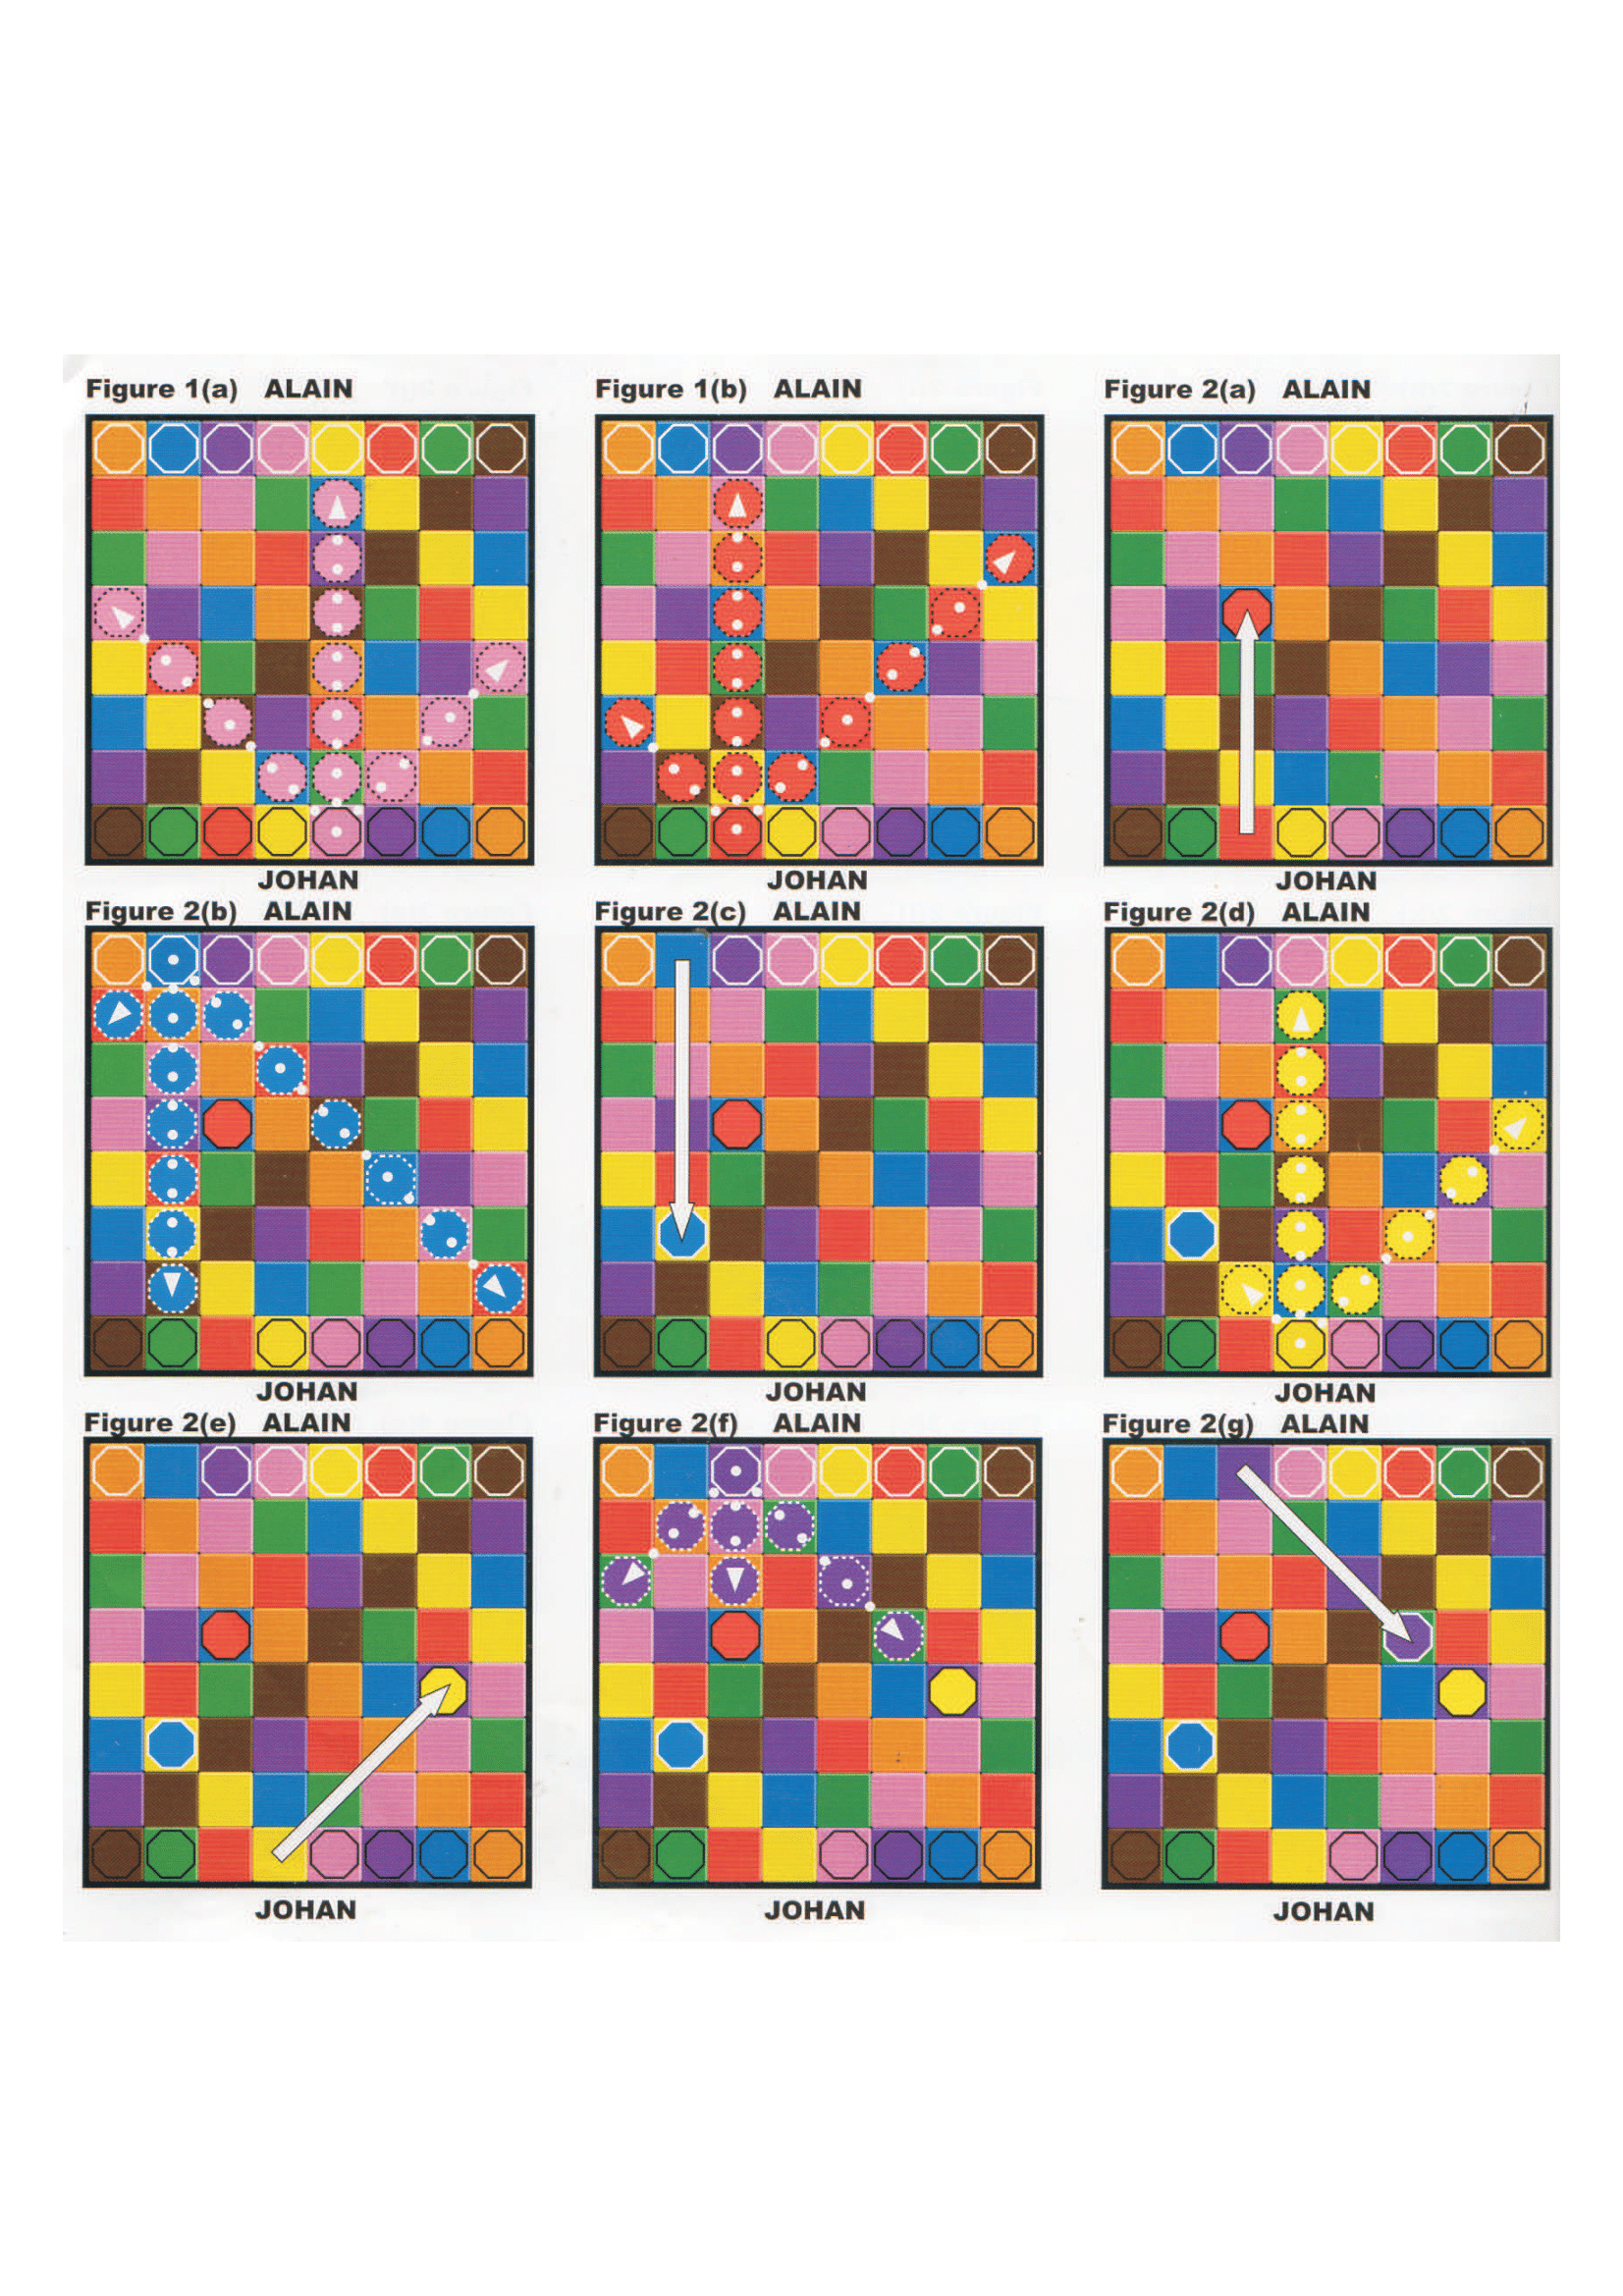 Figure 1(a) ALAIN
Figure 1(b) ALAIN
Figure 2(a) ALAIN
JOHAN
JOHAN
JOHAN
Figure 2(b) ALAIN
Figure 2(c) ALAIN
Figure 2(d) ALAIN
JOHAN
JOHAN
JOHAN
Figure 2(e) ALAIN
Figure 2(f) ALAIN
Figure 2(g) ALAIN
JOHAN
JOHAN
JOHAN